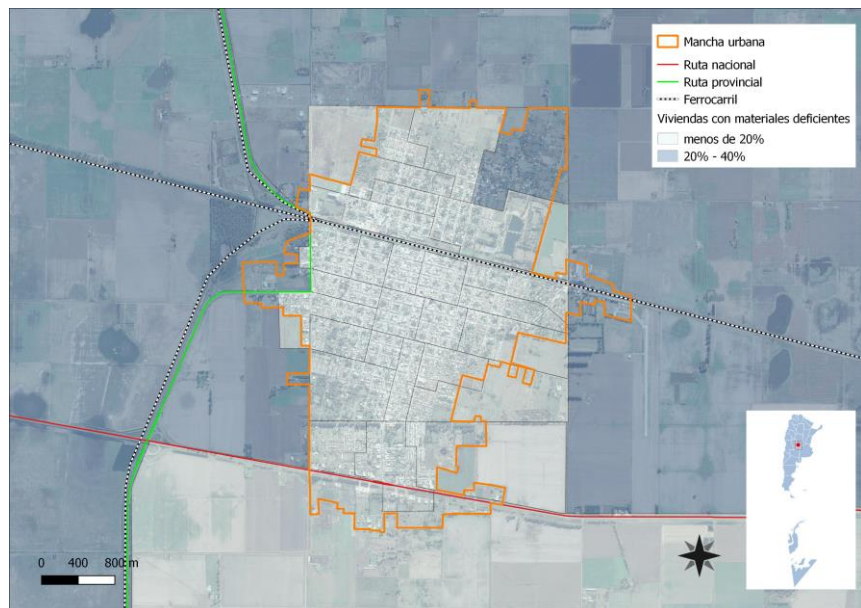 Mancha urbana
Ruta nacional
Ruta provincial
Ferrocarril
Viviendas con materiales deficientes
menos de 20%
20% - 40%
0 400 800 m